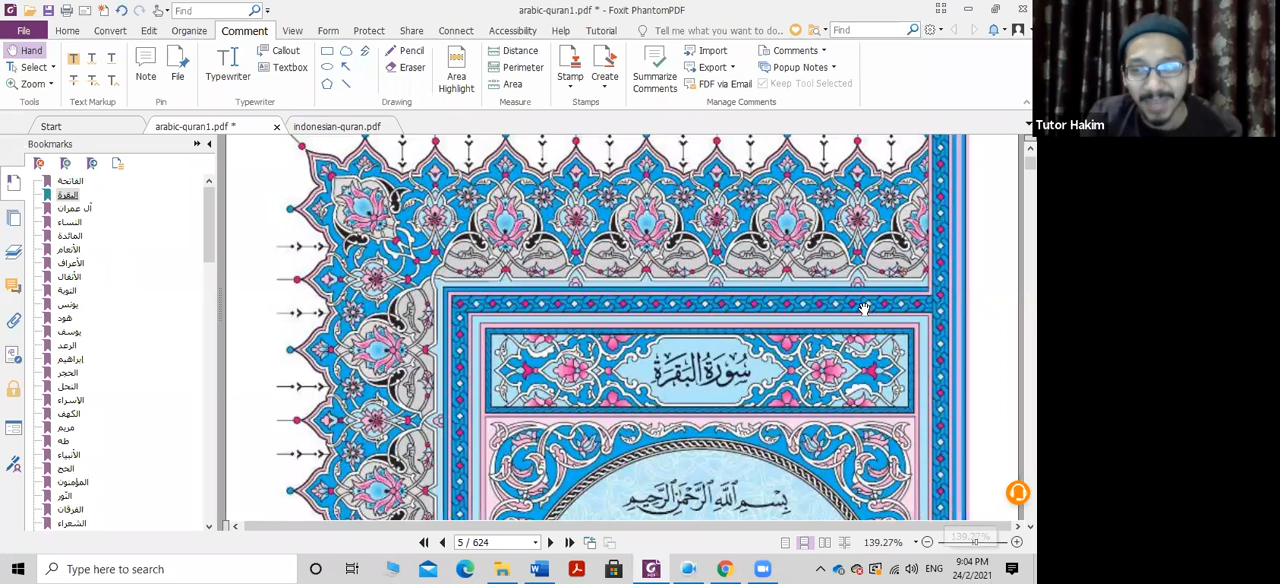 Find
arabic-quran1.pdf * - Foxit PhantomPDF
File Home Convert Edit Organize Comment View Form Protect Share Connect Accessibility Help Tutorial Tell me what you want to do.. Find
Hand
Select
Zoom
Tools
Text Markup
Note
File
Pin
Typewriter
Callout
Textbox
Typewriter
Pencil
Eraser
Drawing
Area
Highlight
Distance
Perimeter
Area
Measure
Stamp
Create
Stamps
Summarize
Comments
Import
Export
FDF via Email
Comments
Popup Notes
Keep Tool Selected
Manage Comments
Tutor Hakim
Start
arabic-quran1.pdf *
indonesian-quran.pdf
Bookmarks
الفاتحة
البقرة
آل عمران
النساء
المائدة
الأنعام
الأعراف
الأنفال
التوبة
يونس
هود
يوسف
الرعد
إبراهيم
الحجر
النحل
الإسراء
الكهف
مريم
طه
الأنبياء
الحج
المؤمنون
النّور
الفرقان
الشعراء
سُورَةُ البَقَرَةِ
بِسْمِ اللَّهِ الرَّحْمَٰنِ الرَّحِيمِ
5 / 624
139.27%
139.27%
Type here to search
ENG
9:04 PM
24/2/2021